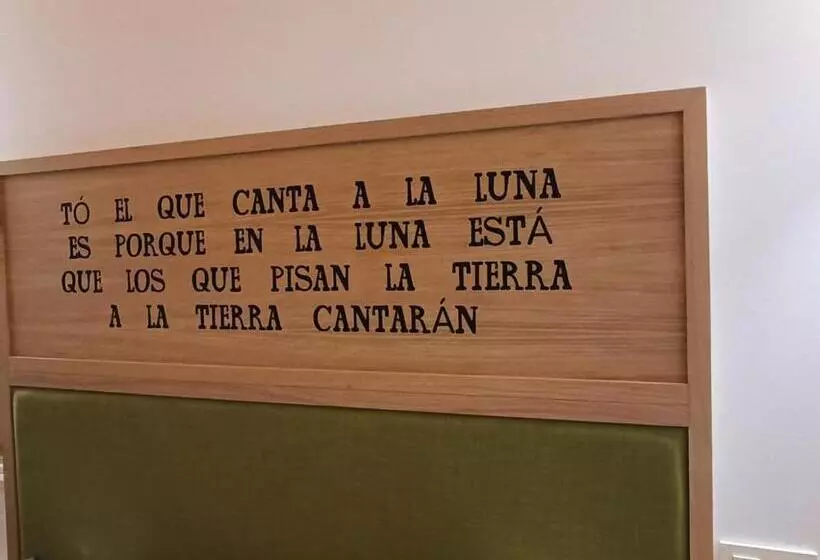 TÓ EL QUE CANTA A LA LUNA
ES PORQUE EN LA LUNA ESTÁ
QUE LOS QUE PISAN LA TIERRA
A LA TIERRA CANTARÁN